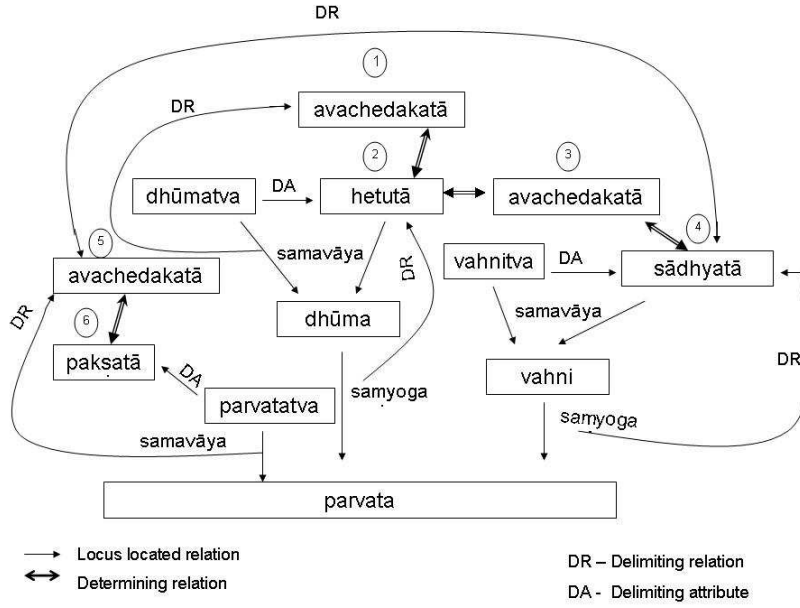 DR
1
DR
avachedakatā
2
3
dhūmatva
DA
hetutā
avachedakatā
4
5
samavāya
DR
vahnitva
DA
sādhyatā
avachedakatā
dhūma
samavāya
DR
6
pakṣatā
DA
vahni
DR
parvatatva
samyoga
samyoga
samavāya
parvata
Locus located relation
Determining relation
DR – Delimiting relation
DA - Delimiting attribute